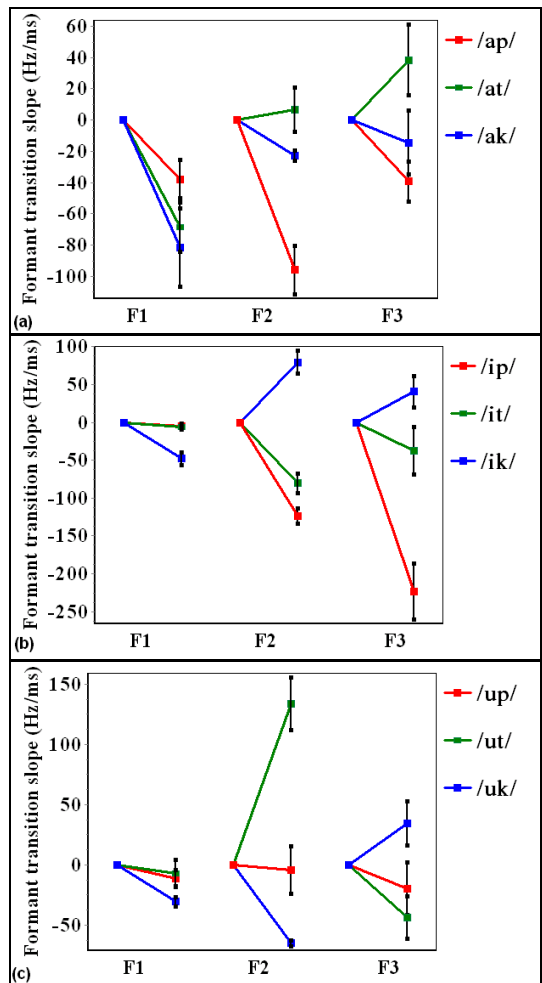 Formant transition slope (Hz/ms)
60
40
20
0
-20
-40
-60
-80
-100
F1 F2 F3
/ap/
/at/
/ak/
(a)
Formant transition slope (Hz/ms)
100
50
0
-50
-100
-150
-200
-250
F1 F2 F3
/ip/
/it/
/ik/
(b)
Formant transition slope (Hz/ms)
150
100
50
0
-50
F1 F2 F3
/up/
/ut/
/uk/
(c)